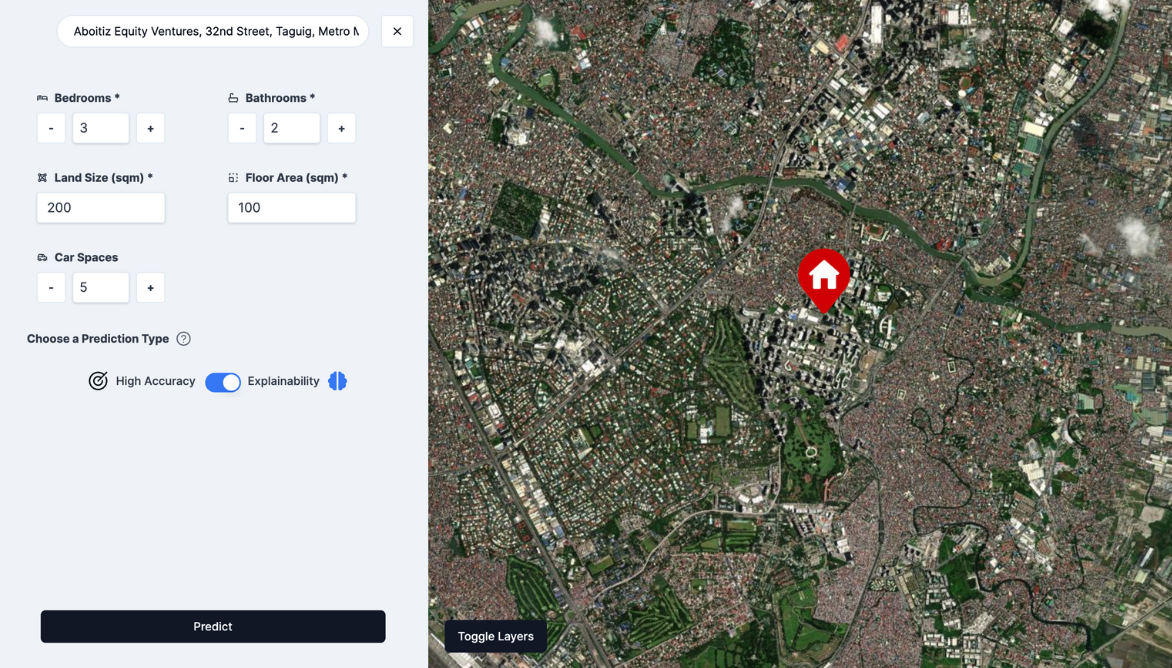 Aboitiz Equity Ventures, 32nd Street, Taguig, Metro M
×
Bedrooms *
Bathrooms *
- 3 +
- 2 +
Land Size (sqm) *
Floor Area (sqm) *
200
100
Car Spaces
- 5 +
Choose a Prediction Type ?
High Accuracy
Explainability
Predict
Toggle Layers